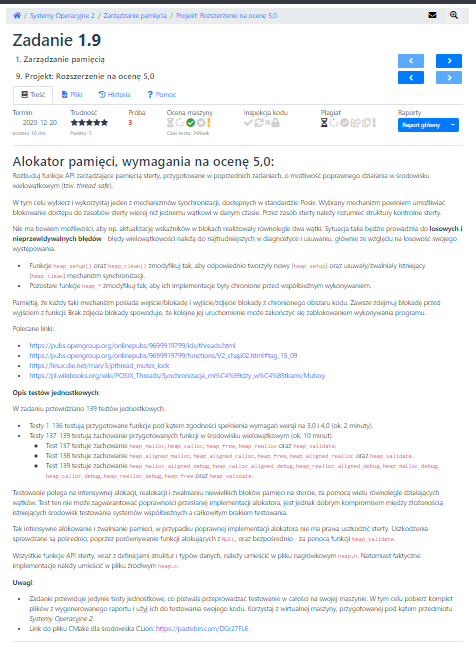 / Systemy Operacyjne 2 / Zarządzanie pamięcią / Projekt: Rozszerzenie na ocenę 5,0
Zadanie 1.9
1. Zarządzanie pamięcią
9. Projekt: Rozszerzenie na ocenę 5,0
Treść Pliki Historia Pomoc
Termin Trudność Próba Ocena maszyny Inspekcja kodu Plagiat Raporty
2020-12-20 3 Raport główny
zostało 10 dni Punkty: 5 Czas testu: 399sek
Alokator pamięci, wymagania na ocenę 5,0:
Rozbuduj funkcje API zarządzające pamięcią sterty, przygotowane w poprzednich zadaniach, o możliwość poprawnego działania w środowisku
wielowątkowym (tzw. thread safe).
W tym celu wybierz i wykorzystaj jeden z mechanizmów synchronizacji, dostępnych w standardzie Posix. Wybrany mechanizm powinien umożliwiać
blokowanie dostępu do zasobów sterty więcej niż jednemu wątkowi w danym czasie. Przez zasób sterty należy rozumieć struktury kontrolne sterty.
Nie ma bowiem możliwości, aby np. aktualizację wskaźników w blokach realizowały równolegle dwa wątki. Sytuacja taka będzie prowadziła do losowych i
nieprzewidywalnych błędów - błędy wielowątkowości należą do najtrudniejszych w diagnostyce i usuwaniu, głównie ze względu na losowość swojego
występowania.
Funkcje heap_setup() oraz heap_clean() zmodyfikuj tak, aby odpowiednio tworzyły nowy (heap_setup) oraz usuwały/zwalniały istniejący
(heap_clean) mechanizm synchronizacji.
Pozostałe funkcje heap_* zmodyfikuj tak, aby ich implementacje były chronione przed współbieżnym wykonywaniem.
Pamiętaj, że każdy taki mechanizm posiada wejście/blokadę i wyjście/zdjęcie blokady z chronionego obszaru kodu. Zawsze zdejmuj blokadę przed
wyjściem z funkcji. Brak zdjęcia blokady spowoduje, że kolejne jej uruchomienie może zakończyć się zablokowaniem wykonywania programu.
Polecane linki:
https://pubs.opengroup.org/onlinepubs/9699919799/idx/threads.html
https://pubs.opengroup.org/onlinepubs/9699919799/functions/V2_chap02.html#tag_15_09
https://linux.die.net/man/3/pthread_mutex_lock
https://pl.wikibooks.org/wiki/POSIX_Threads/Synchronizacja_mi%C4%99dzy_w%C4%85tkami/Mutexy
Opis testów jednostkowych:
W zadaniu przewidziano 139 testów jednostkowych.
Testy 1-136 testują przygotowane funkcje pod kątem zgodności spełnienia wymagań wersji na 3,0 i 4,0 (ok. 2 minuty).
Testy 137-139 testują zachowanie przygotowanych funkcji w środowisku wielowątkowym (ok. 10 minut).
Test 137 testuje zachowanie heap_malloc, heap_calloc, heap_free, heap_realloc oraz heap_validate.
Test 138 testuje zachowanie heap_aligned_malloc, heap_aligned_calloc, heap_free, heap_aligned_realloc oraz heap_validate.
Test 139 testuje zachowanie heap_malloc_aligned_debug, heap_calloc_aligned_debug, heap_realloc_aligned_debug, heap_malloc_debug,
heap_calloc_debug, heap_realloc_debug, heap_free oraz heap_validate.
Testowanie polega na intensywnej alokacji, realokacji i zwalnianiu niewielkich bloków pamięci na stercie, za pomocą wielu równolegle działających
wątków. Test ten nie może zagwarantować poprawności przesłanej implementacji alokatora, jest jednak dobrym kompromisem między złożonością
istniejących środowisk testowania systemów współbieżnych a całkowitym brakiem testowania.
Tak intensywne alokowanie i zwalnianie pamięci, w przypadku poprawnej implementacji alokatora nie ma prawa uszkodzić sterty. Uszkodzenia
sprawdzane są pośrednio, poprzez porównywanie funkcji alokujących z NULL, oraz bezpośrednio - za ponocą funkcji heap_validate.
Wszystkie funkcje API sterty, wraz z definicjami struktur i typów danych, należy umieścić w pliku nagłówkowym heap.h. Natomiast faktyczne
implementacje należy umieścić w pliku źródłowym heap.c.
Uwagi:
Zadanie przewiduje jedynie testy jednostkowe, co pozwala przeprowadzać testowanie w całości na swojej maszynie. W tym celu pobierz komplet
plików z wygenerowanego raportu i użyj ich do testowania swojego kodu. Korzystaj z wirtualnej maszyny, przygotowanej pod kątem przedmiotu
Systemy Operacyjne 2.
Link do pliku CMake dla środowiska CLion: https://pastebin.com/DGr27FLE.